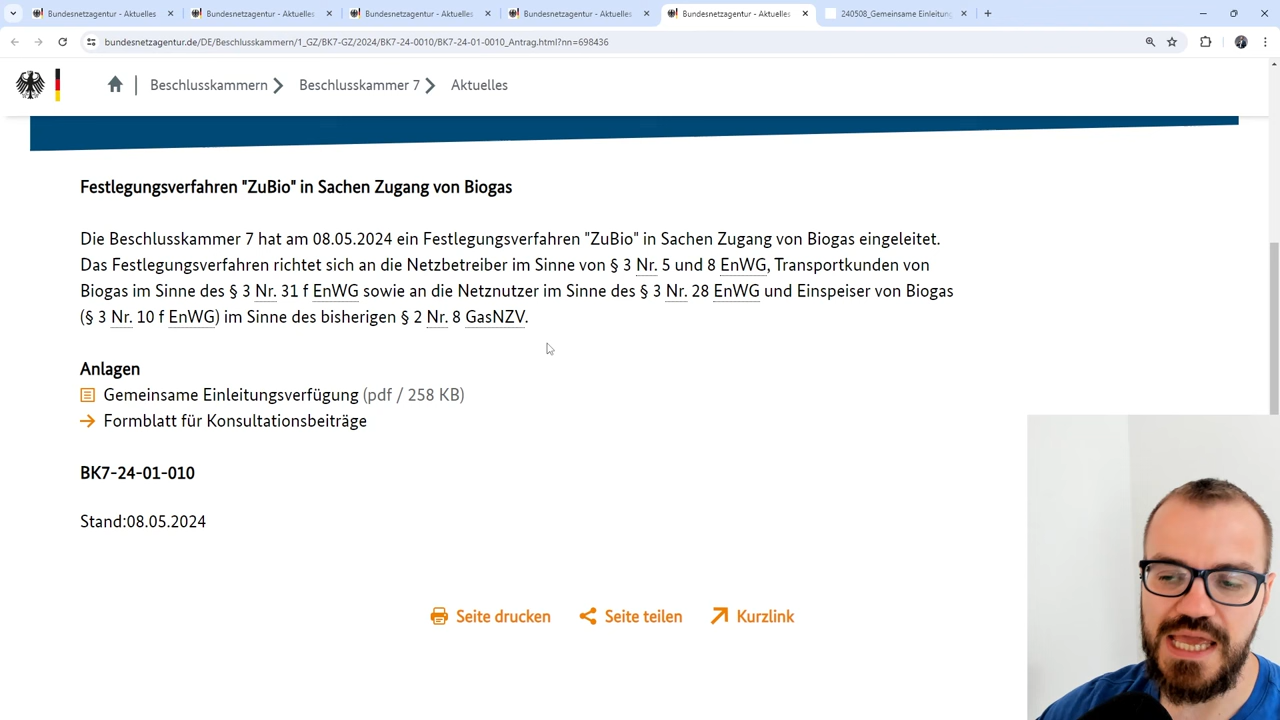 Bundesnetzagentur - Aktuelles
Bundesnetzagentur - Aktuelles
Bundesnetzagentur - Aktuelles
Bundesnetzagentur - Aktuelles
Bundesnetzagentur - Aktuelles
240508_Gemeinsame Einleitung
bundesnetzagentur.de/DE/Beschlusskammern/1_GZ/BK7-GZ/2024/BK7-24-0010/BK7-24-01-0010_Antrag.html?nn=698436
Beschlusskammern
Beschlusskammer 7
Aktuelles
Festlegungsverfahren "ZuBio" in Sachen Zugang von Biogas
Die Beschlusskammer 7 hat am 08.05.2024 ein Festlegungsverfahren "ZuBio" in Sachen Zugang von Biogas eingeleitet.
Das Festlegungsverfahren richtet sich an die Netzbetreiber im Sinne von § 3 Nr. 5 und 8 EnWG, Transportkunden von
Biogas im Sinne des § 3 Nr. 31 f EnWG sowie an die Netznutzer im Sinne des § 3 Nr. 28 EnWG und Einspeiser von Biogas
(§ 3 Nr. 10 f EnWG) im Sinne des bisherigen § 2 Nr. 8 GasNZV.
Anlagen
Gemeinsame Einleitungsverfügung (pdf / 258 KB)
Formblatt für Konsultationsbeiträge
BK7-24-01-010
Stand:08.05.2024
Seite drucken
Seite teilen
Kurzlink